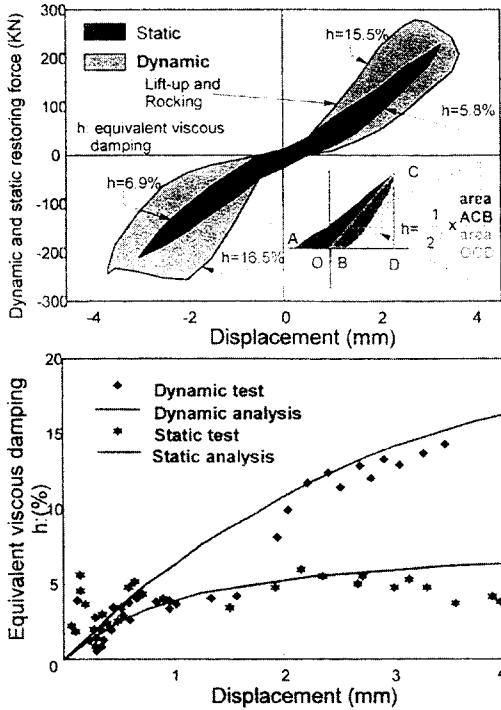 Dynamic and static restoring force (KN)
300
200
100
0
-100
-200
-300
Static
Dynamic
Lift-up and
Rocking
h: equivalent viscous
damping
h=15.5%
h=5.8%
h=6.9%
h=16.5%
A
O
B
C
D
h=
1
2
x
area
ACB
area
-4
-2
0
2
4
Displacement (mm)
Equivalent viscous damping
h:(%)
20
15
10
5
0
Dynamic test
Dynamic analysis
Static test
Static analysis
1
2
3
4
Displacement (mm)